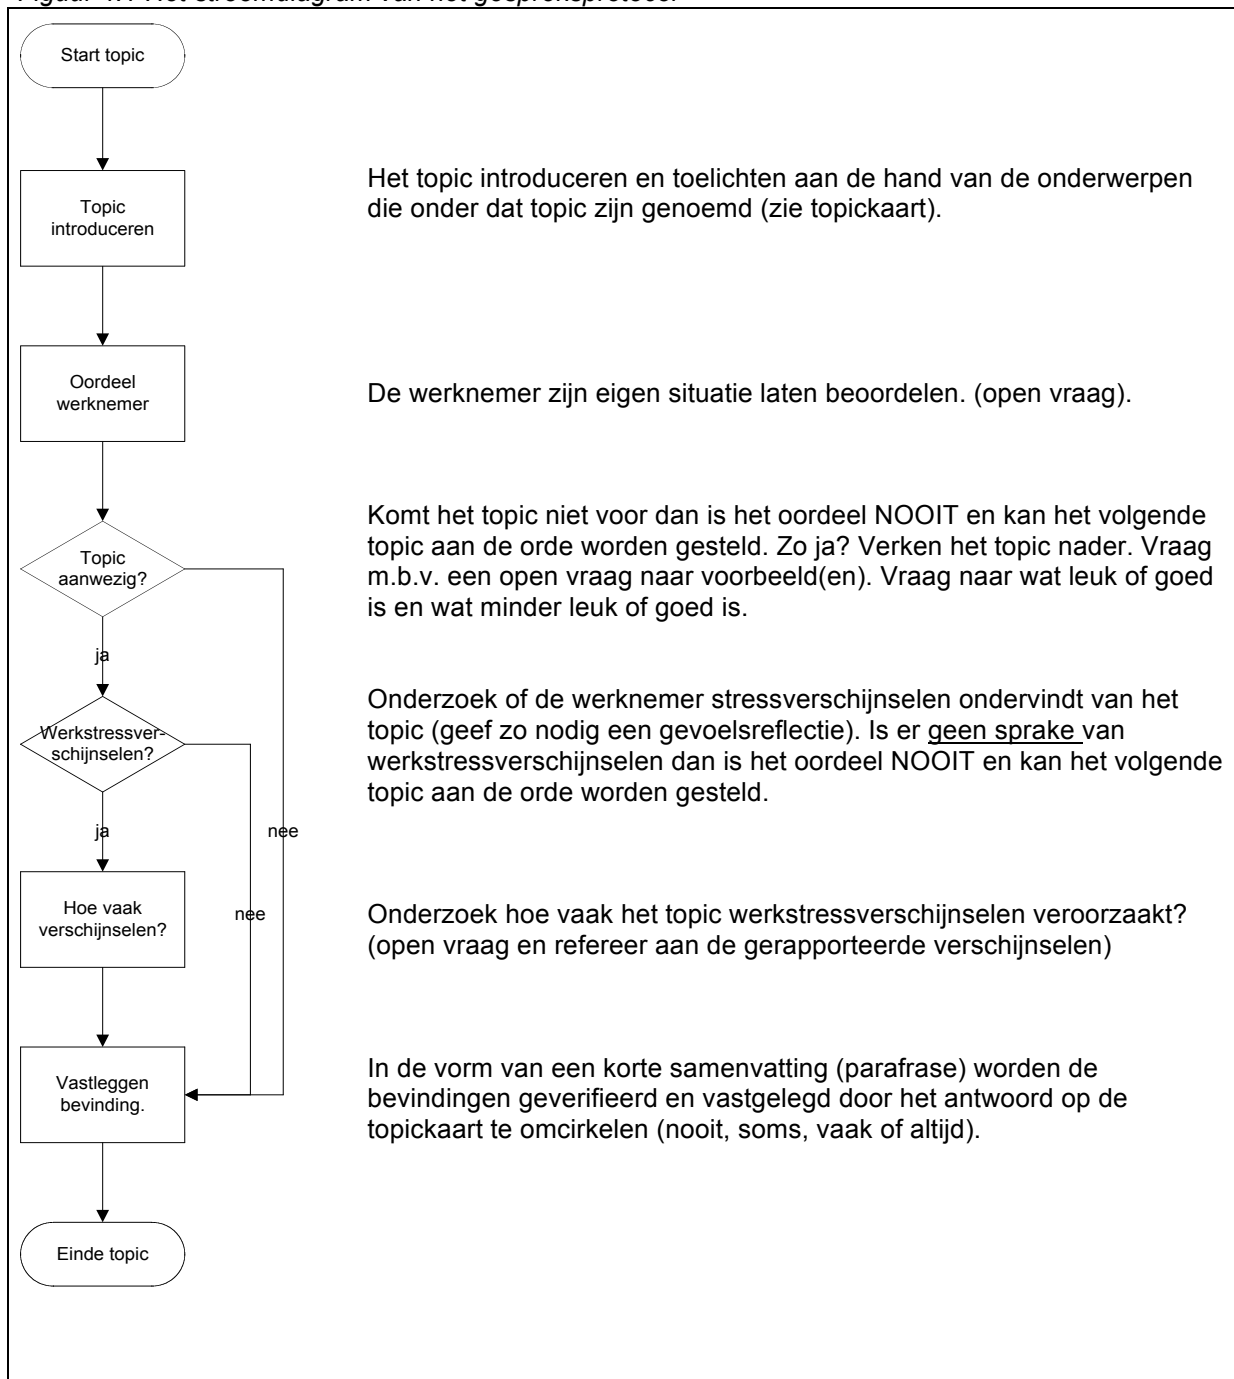 Start topic
Topic
introduceren
Het topic introduceren en toelichten aan de hand van de onderwerpen
die onder dat topic zijn genoemd (zie topickaart).
Oordeel
werknemer
De werknemer zijn eigen situatie laten beoordelen. (open vraag).
Topic
aanwezig?
Komt het topic niet voor dan is het oordeel NOOIT en kan het volgende
topic aan de orde worden gesteld. Zo ja? Verken het topic nader. Vraag
m.b.v. een open vraag naar voorbeeld(en). Vraag naar wat leuk of goed
is en wat minder leuk of goed is.
ja
Werkstressver-
schijnselen?
Onderzoek of de werknemer stressverschijnselen ondervindt van het
topic (geef zo nodig een gevoelsreflectie). Is er geen sprake van
werkstressverschijnselen dan is het oordeel NOOIT en kan het volgende
topic aan de orde worden gesteld.
ja
nee
Hoe vaak
verschijnselen?
nee
Onderzoek hoe vaak het topic werkstressverschijnselen veroorzaakt?
(open vraag en refereer aan de gerapporteerde verschijnselen)
Vastleggen
bevinding.
In de vorm van een korte samenvatting (parafrase) worden de
bevindingen geverifieerd en vastgelegd door het antwoord op de
topickaart te omcirkelen (nooit, soms, vaak of altijd).
Einde topic